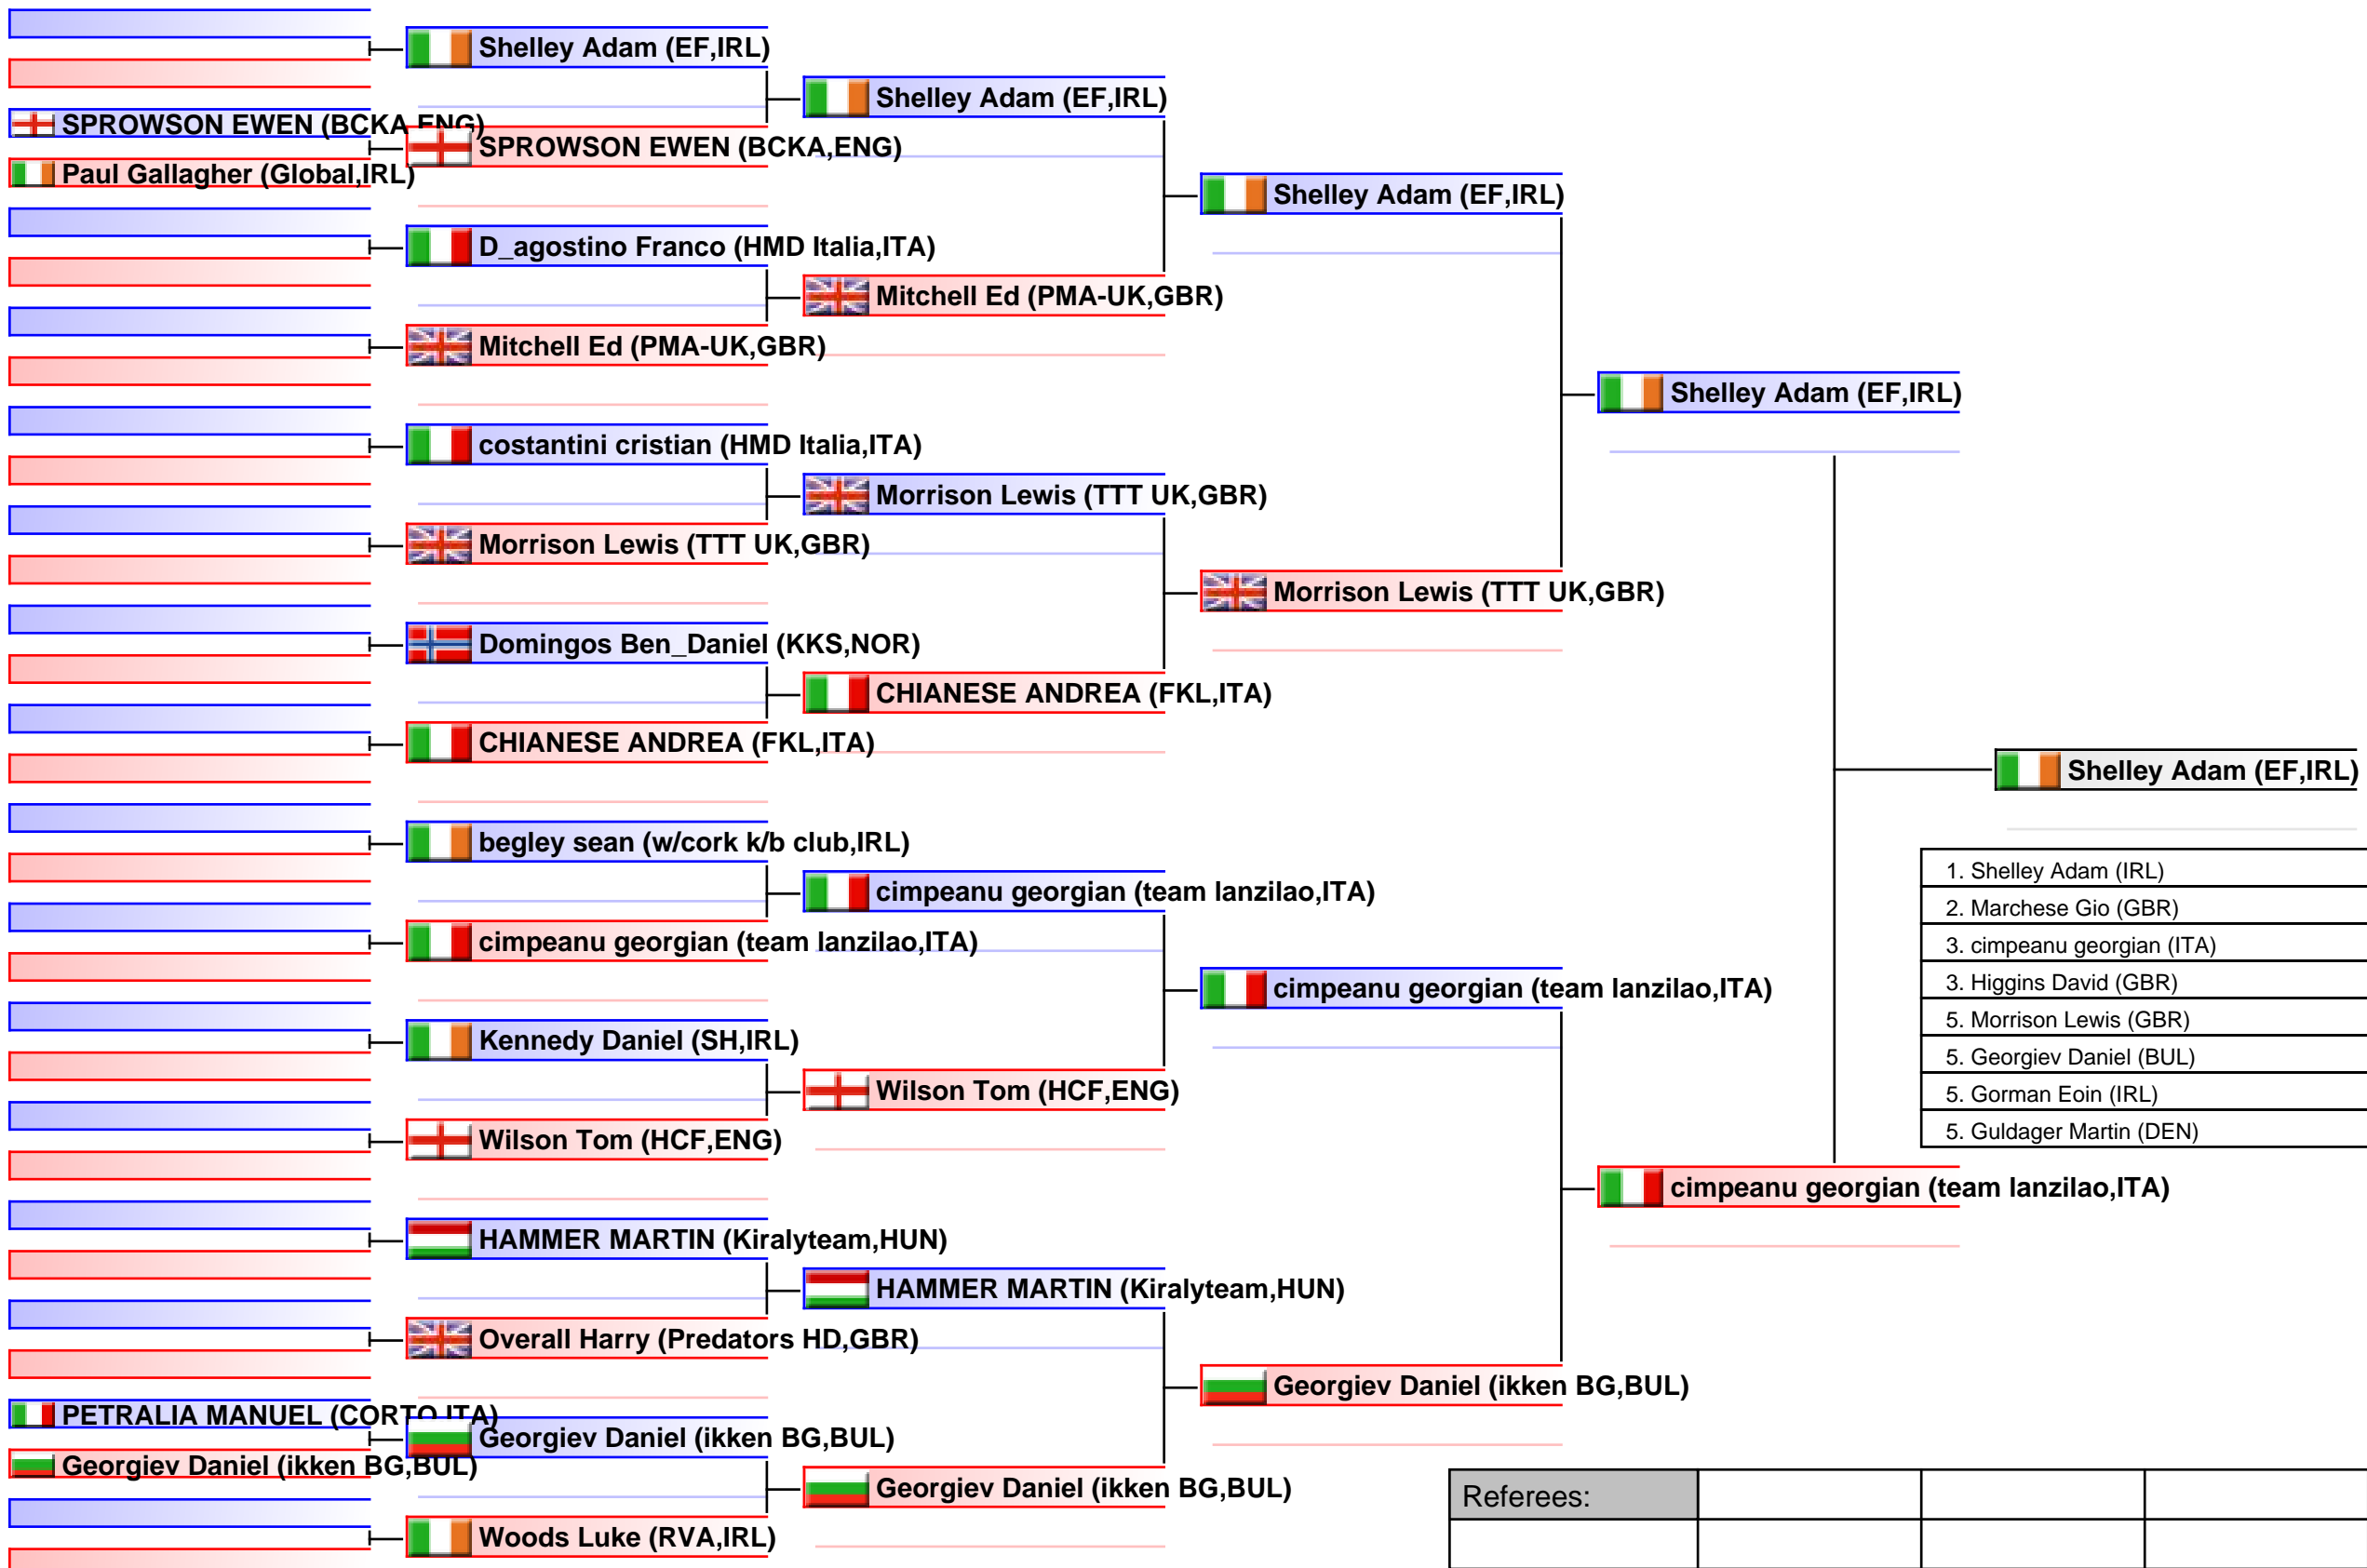 Shelley Adam (EF,IRL)
Shelley Adam (EF,IRL)
SPROWSON EWEN (BCKA,ENG)
SPROWSON EWEN (BCKA,ENG)
Paul Gallagher (Global,IRL)
Shelley Adam (EF,IRL)
D_agostino Franco (HMD Italia,ITA)
Mitchell Ed (PMA-UK,GBR)
Mitchell Ed (PMA-UK,GBR)
Shelley Adam (EF,IRL)
costantini cristian (HMD Italia,ITA)
Morrison Lewis (TTT UK,GBR)
Morrison Lewis (TTT UK,GBR)
Morrison Lewis (TTT UK,GBR)
Domingos Ben_Daniel (KKS,NOR)
CHIANESE ANDREA (FKL,ITA)
CHIANESE ANDREA (FKL,ITA)
Shelley Adam (EF,IRL)
begley sean (w/cork k/b club,IRL)
1. Shelley Adam (IRL)
cimpeanu georgian (team lanzilao,ITA)
2. Marchese Gio (GBR)
cimpeanu georgian (team lanzilao,ITA)
3. cimpeanu georgian (ITA)
3. Higgins David (GBR)
cimpeanu georgian (team lanzilao,ITA)
5. Morrison Lewis (GBR)
Kennedy Daniel (SH,IRL)
5. Georgiev Daniel (BUL)
Wilson Tom (HCF,ENG)
5. Gorman Eoin (IRL)
5. Guldager Martin (DEN)
Wilson Tom (HCF,ENG)
cimpeanu georgian (team lanzilao,ITA)
HAMMER MARTIN (Kiralyteam,HUN)
HAMMER MARTIN (Kiralyteam,HUN)
Overall Harry (Predators HD,GBR)
Georgiev Daniel (ikken BG,BUL)
PETRALIA MANUEL (CORTO,ITA)
Georgiev Daniel (ikken BG,BUL)
Georgiev Daniel (ikken BG,BUL)
Georgiev Daniel (ikken BG,BUL)
Referees:
Woods Luke (RVA,IRL)